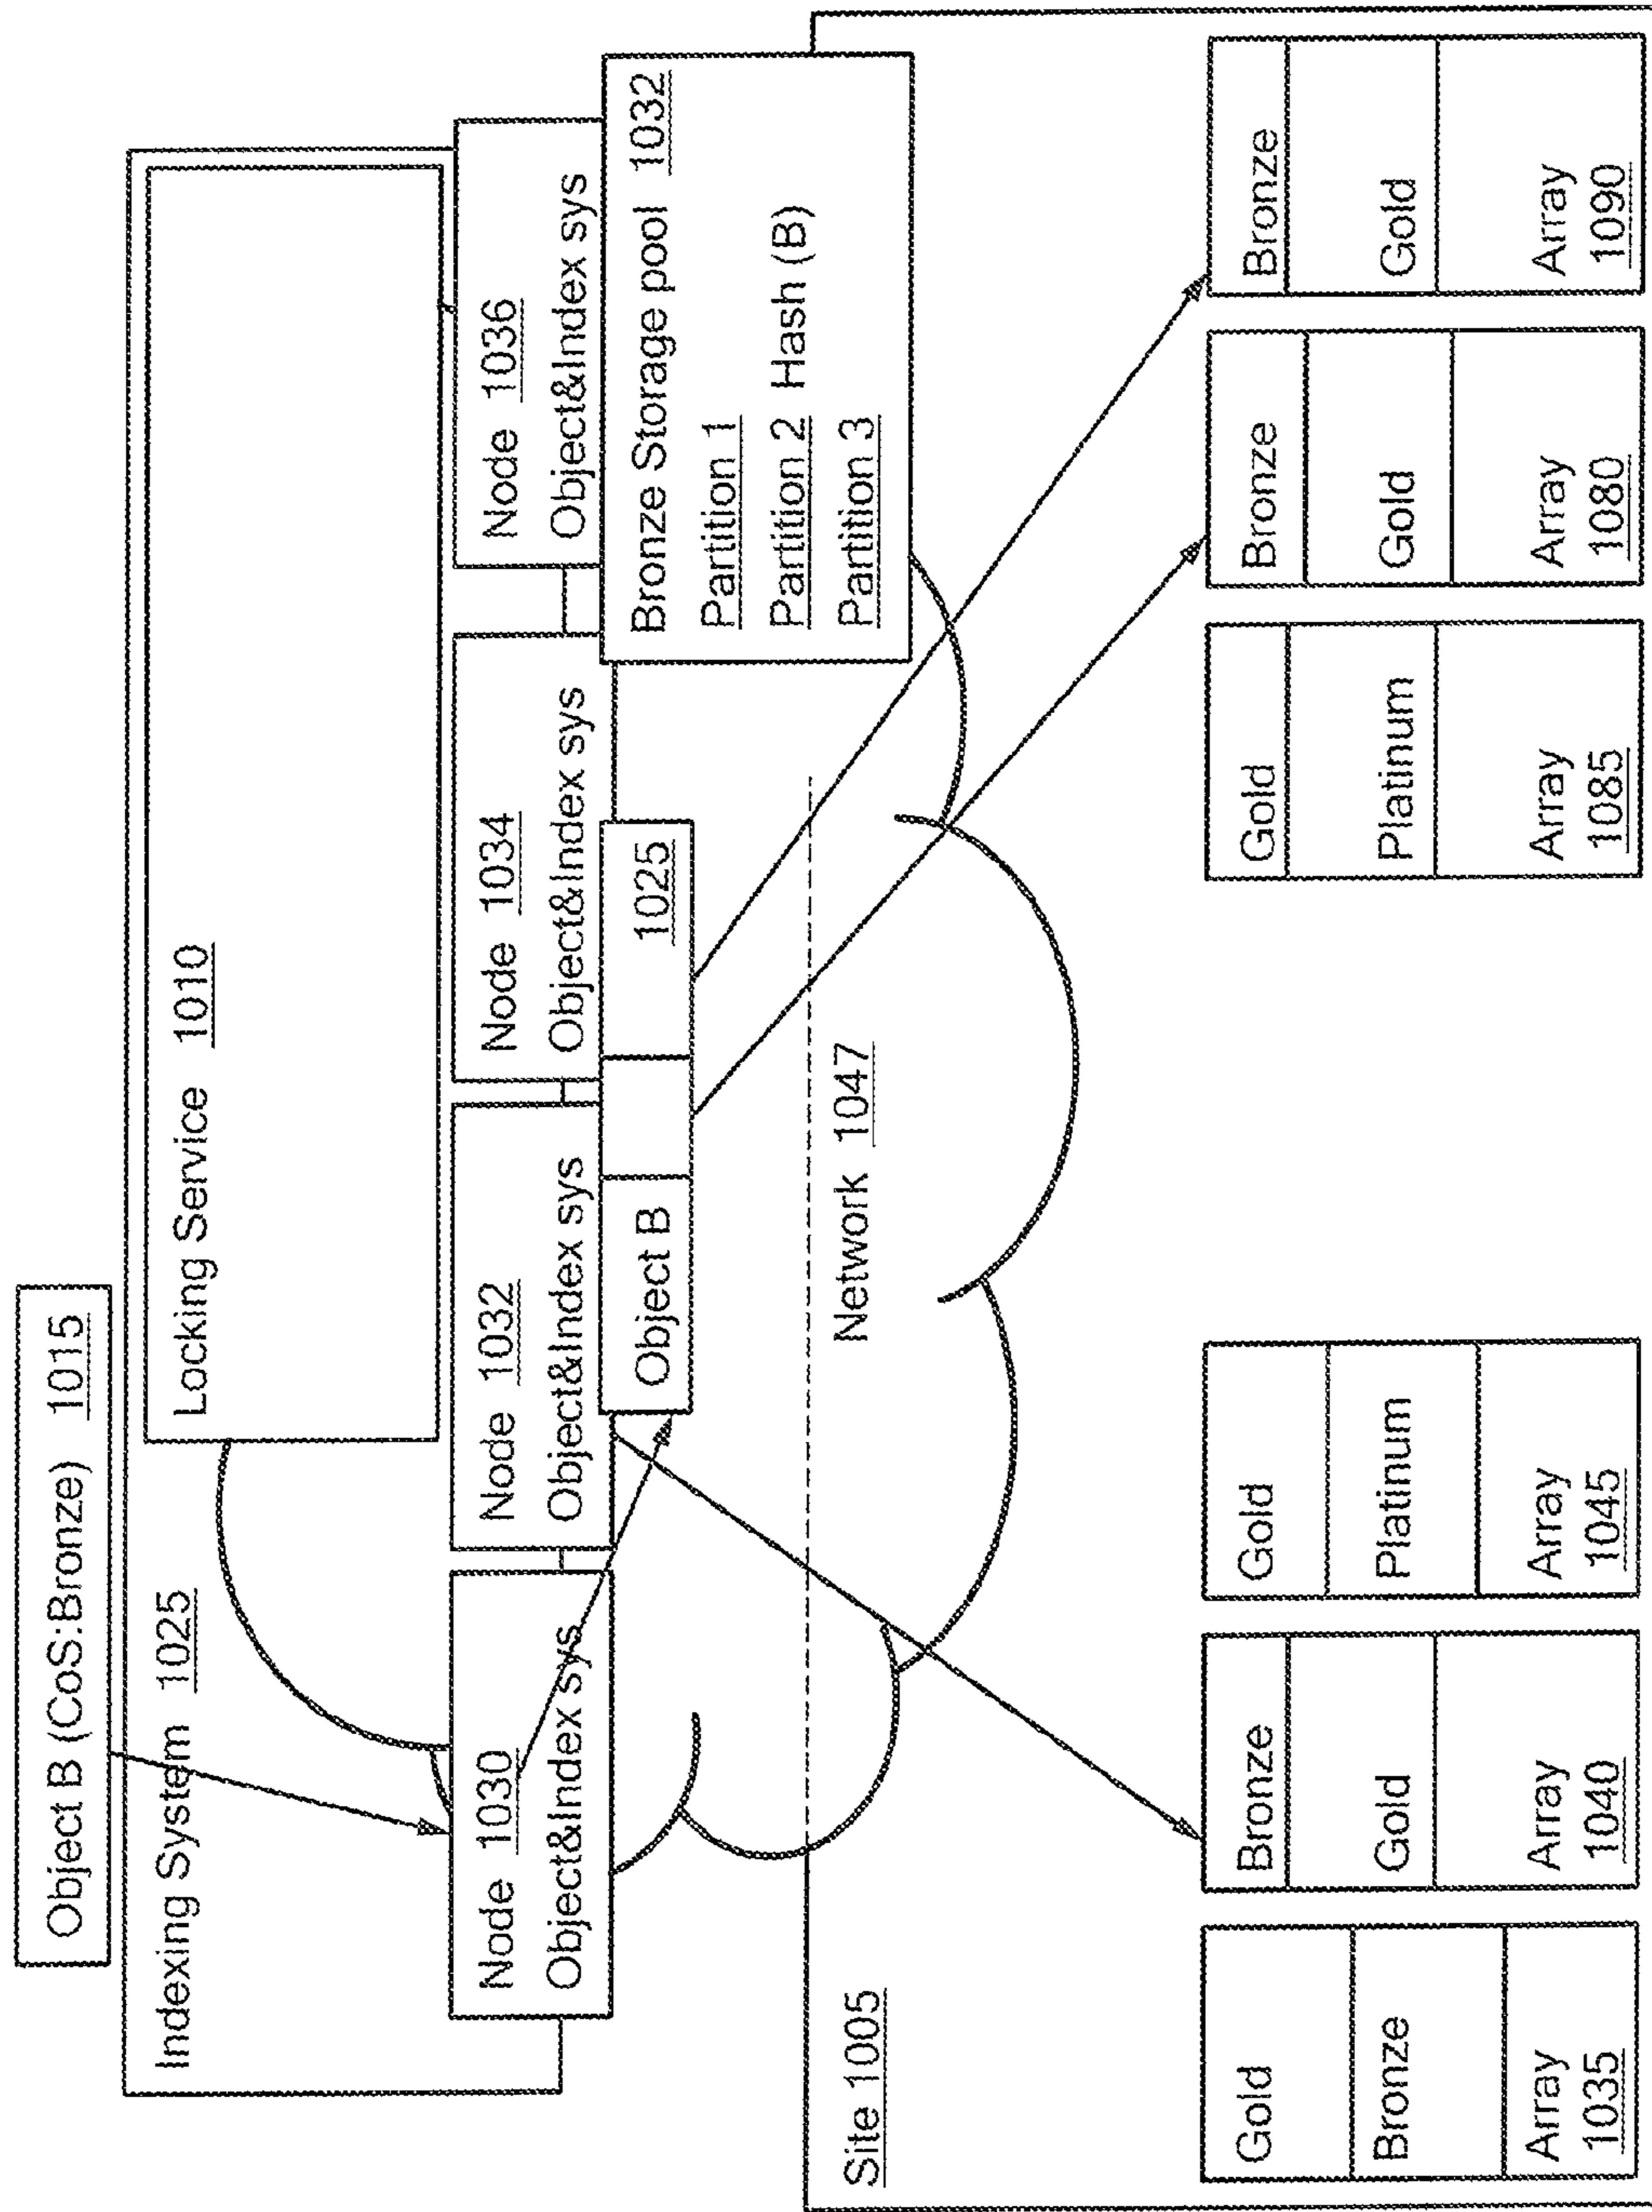 Object B (CoS:Bronze) 1015
Indexing System 1025
Locking Service 1010
Node 1030
Object&Index sys
Node 1032
Object&Index sys
Node 1034
Object&Index sys
Node 1036
Object&Index sys
Object B
1025
Bronze Storage pool 1032
Partition 1
Partition 2 Hash (B)
Partition 3
Site 1005
Network 1047
Gold
Bronze
Array
1035
Bronze
Gold
Array
1040
Gold
Platinum
Array
1045
Gold
Platinum
Array
1085
Bronze
Gold
Array
1080
Bronze
Gold
Array
1090